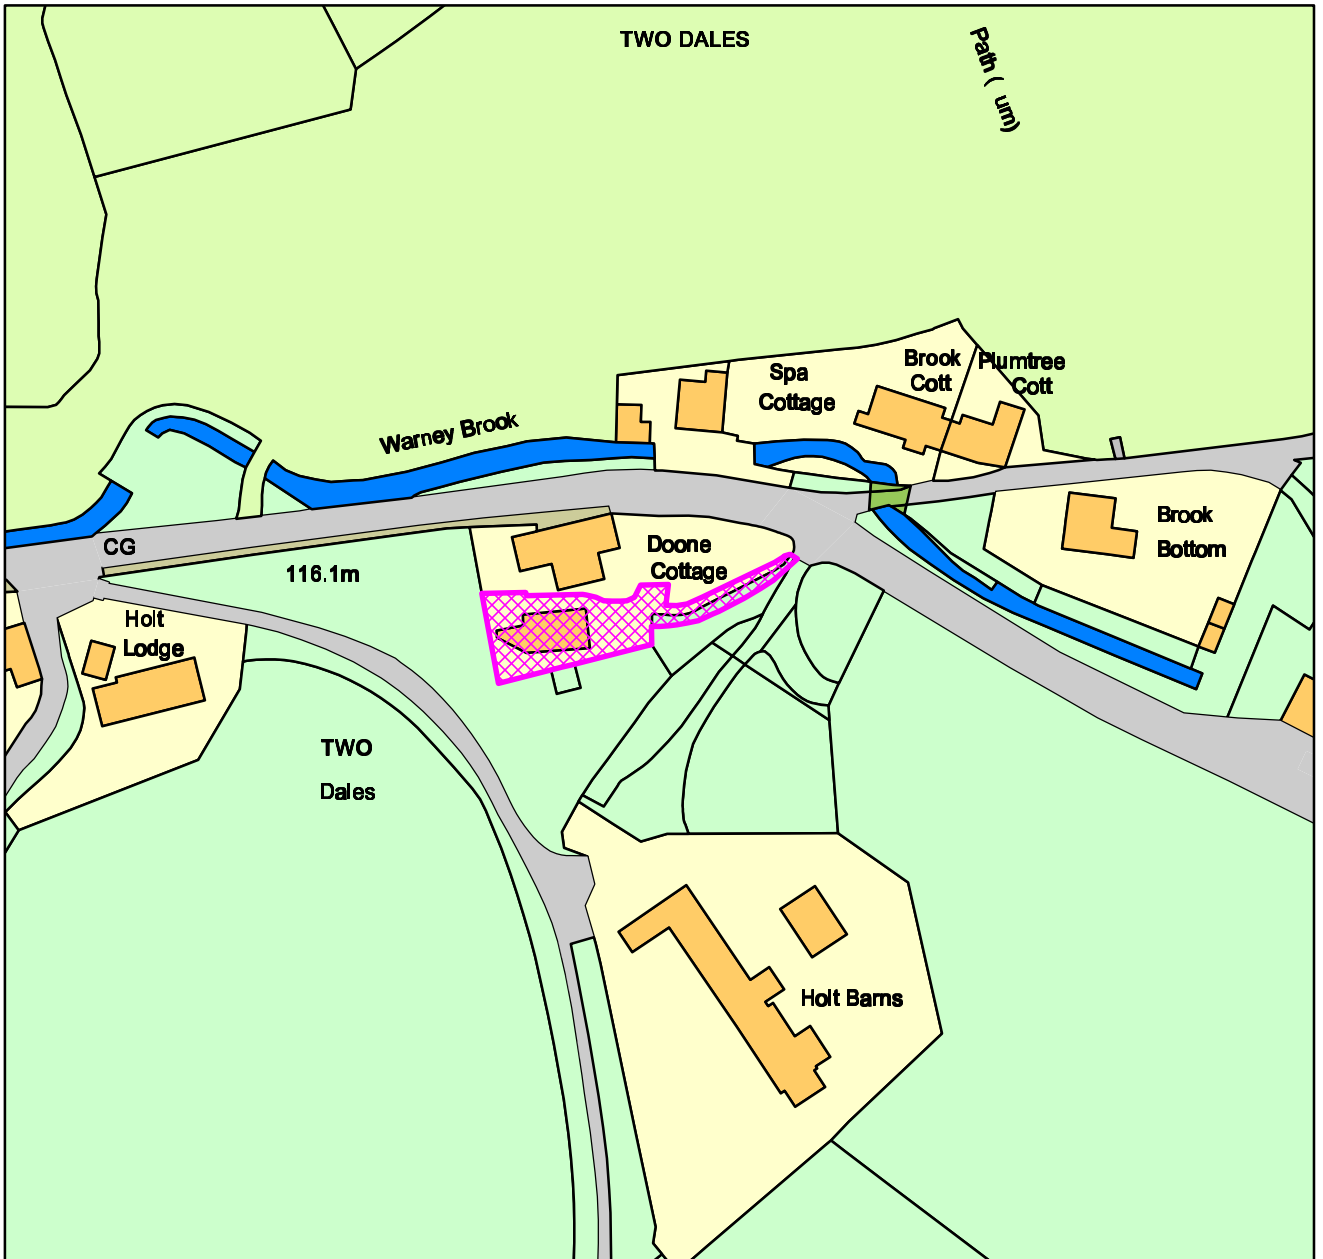 TWO DALES
Path ( um)
Brook
Cott
Plumtree
Cott
Spa
Cottage
Warney Brook
Brook
Bottom
CG
Doone
Cottage
116.1m
Holt
Lodge
TWO
Dales
Holt Barns